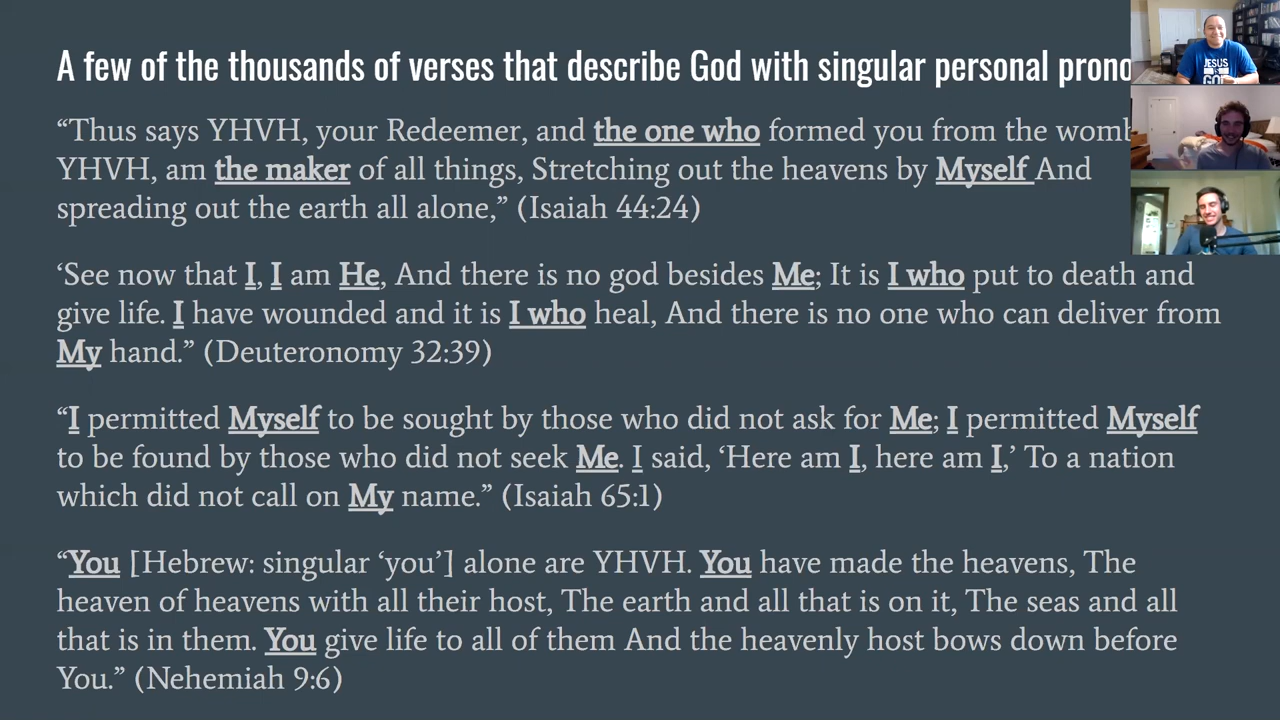 A few of the thousands of verses that describe God with singular personal
“Thus says YHVH, your Redeemer, and the one who formed you from the
YHVH, am the maker of all things, Stretching out the heavens by Myself And
spreading out the earth all alone,” (Isaiah 44:24)
‘See now that I, I am He, And there is no god besides Me; It is I who put to death and
give life. I have wounded and it is I who heal, And there is no one who can deliver from
My hand.” (Deuteronomy 32:39)
“I permitted Myself to be sought by those who did not ask for Me; I permitted Myself
to be found by those who did not seek Me. I said, ‘Here am I, here am I,’ To a nation
which did not call on My name.” (Isaiah 65:1)
“You [Hebrew: singular ‘you’] alone are YHVH. You have made the heavens, The
heaven of heavens with all their host, The earth and all that is on it, The seas and all
that is in them. You give life to all of them And the heavenly host bows down before
You.” (Nehemiah 9:6)
JESUS
IS
GOD